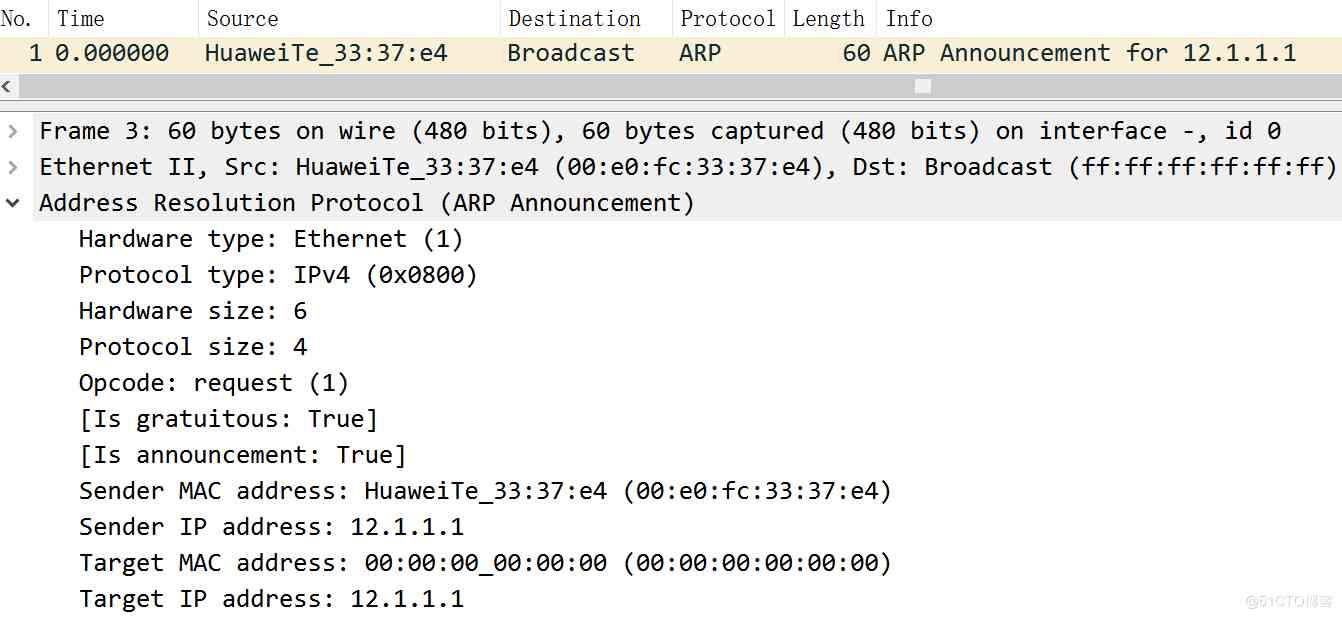 No. Time Source Destination Protocol Length Info
1 0.000000 HuaweiTe_33:37:e4 Broadcast ARP 60 ARP Announcement for 12.1.1.1
Frame 3: 60 bytes on wire (480 bits), 60 bytes captured (480 bits) on interface -, id 0
Ethernet II, Src: HuaweiTe_33:37:e4 (00:e0:fc:33:37:e4), Dst: Broadcast (ff:ff:ff:ff:ff:ff)
Address Resolution Protocol (ARP Announcement)
Hardware type: Ethernet (1)
Protocol type: IPv4 (0x0800)
Hardware size: 6
Protocol size: 4
Opcode: request (1)
[Is gratuitous: True]
[Is announcement: True]
Sender MAC address: HuaweiTe_33:37:e4 (00:e0:fc:33:37:e4)
Sender IP address: 12.1.1.1
Target MAC address: 00:00:00_00:00:00 (00:00:00:00:00:00)
Target IP address: 12.1.1.1
@51CTO博客